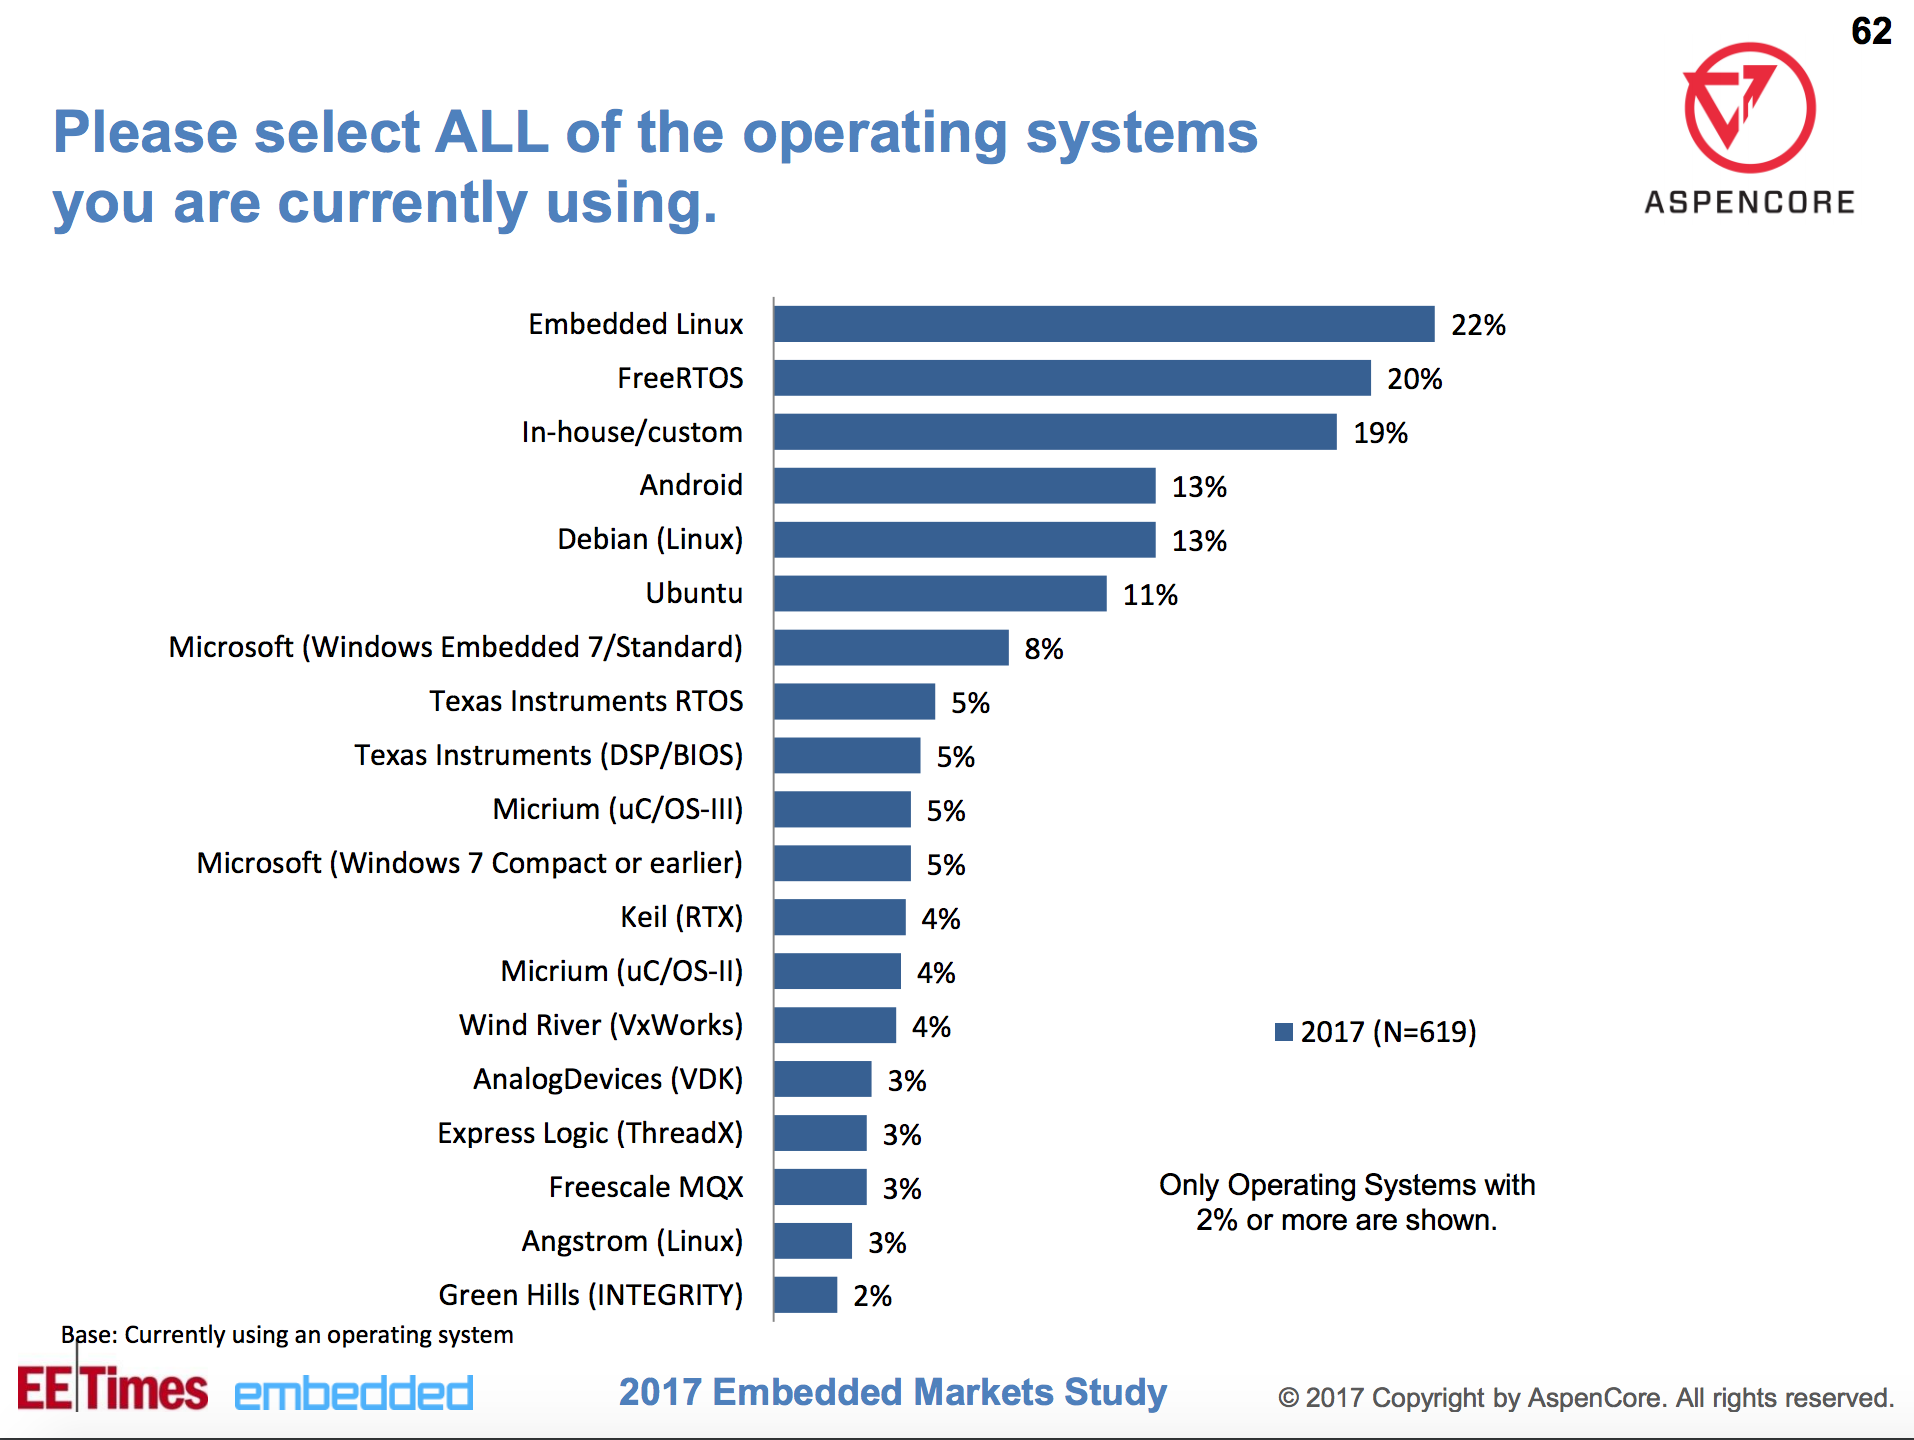 62
ASPENCORE
Please select ALL of the operating systems
you are currently using.
Embedded Linux 22%
FreeRTOS 20%
In-house/custom 19%
Android 13%
Debian (Linux) 13%
Ubuntu 11%
Microsoft (Windows Embedded 7/Standard) 8%
Texas Instruments RTOS 5%
Texas Instruments (DSP/BIOS) 5%
Micrium (uC/OS-III) 5%
Microsoft (Windows 7 Compact or earlier) 5%
Keil (RTX) 4%
Micrium (uC/OS-II) 4%
Wind River (VxWorks) 4%
AnalogDevices (VDK) 3%
Express Logic (ThreadX) 3%
Freescale MQX 3%
Angstrom (Linux) 3%
Green Hills (INTEGRITY) 2%
2017 (N=619)
Only Operating Systems with
2% or more are shown.
Base: Currently using an operating system
EE Times embedded 2017 Embedded Markets Study © 2017 Copyright by AspenCore. All rights reserved.